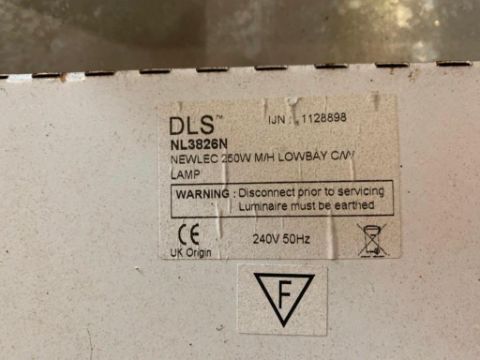 DLS™ IJN : 1128898
NL3826N
NEWLEC 250W M/H LOWBAY C/W
LAMP
WARNING : Disconnect prior to servicing
Luminaire must be earthed
CE 240V 50Hz
UK Origin
F